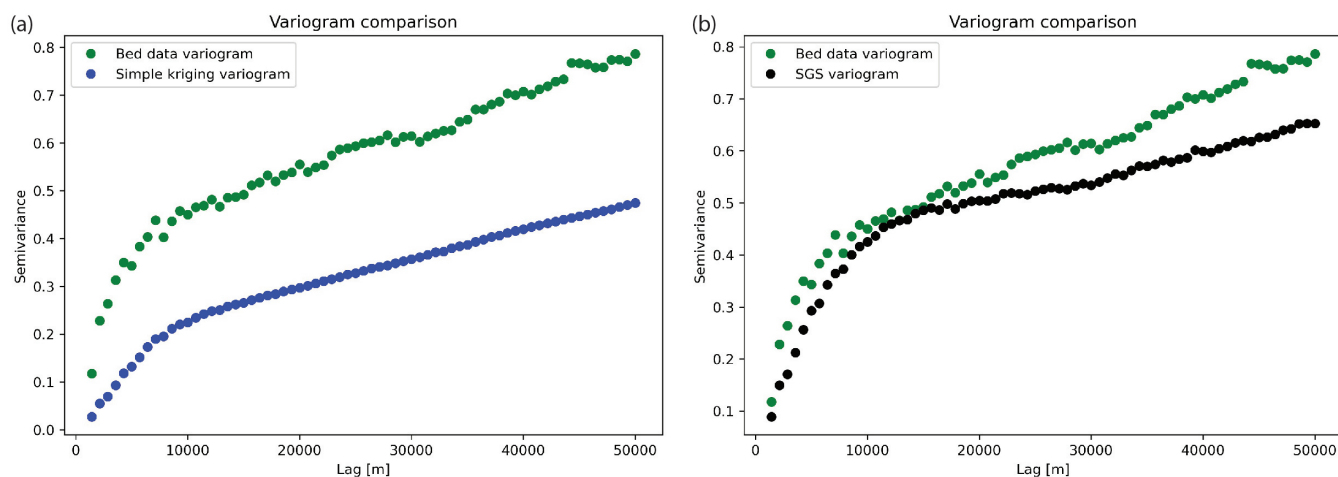 (a)
Variogram comparison
Bed data variogram
Simple kriging variogram
Semivariance
0.8
0.7
0.6
0.5
0.4
0.3
0.2
0.1
0.0
0 10000 20000 30000 40000 50000
Lag [m]
(b)
Variogram comparison
Bed data variogram
SGS variogram
Semivariance
0.8
0.7
0.6
0.5
0.4
0.3
0.2
0.1
0 10000 20000 30000 40000 50000
Lag [m]